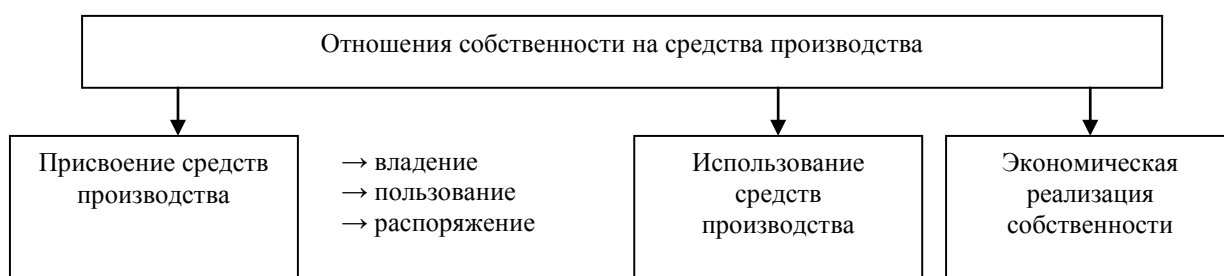 Отношения собственности на средства производства
Присвоение средств
производства
→ владение
→ пользование
→ распоряжение
Использование
средств
производства
Экономическая
реализация
собственности